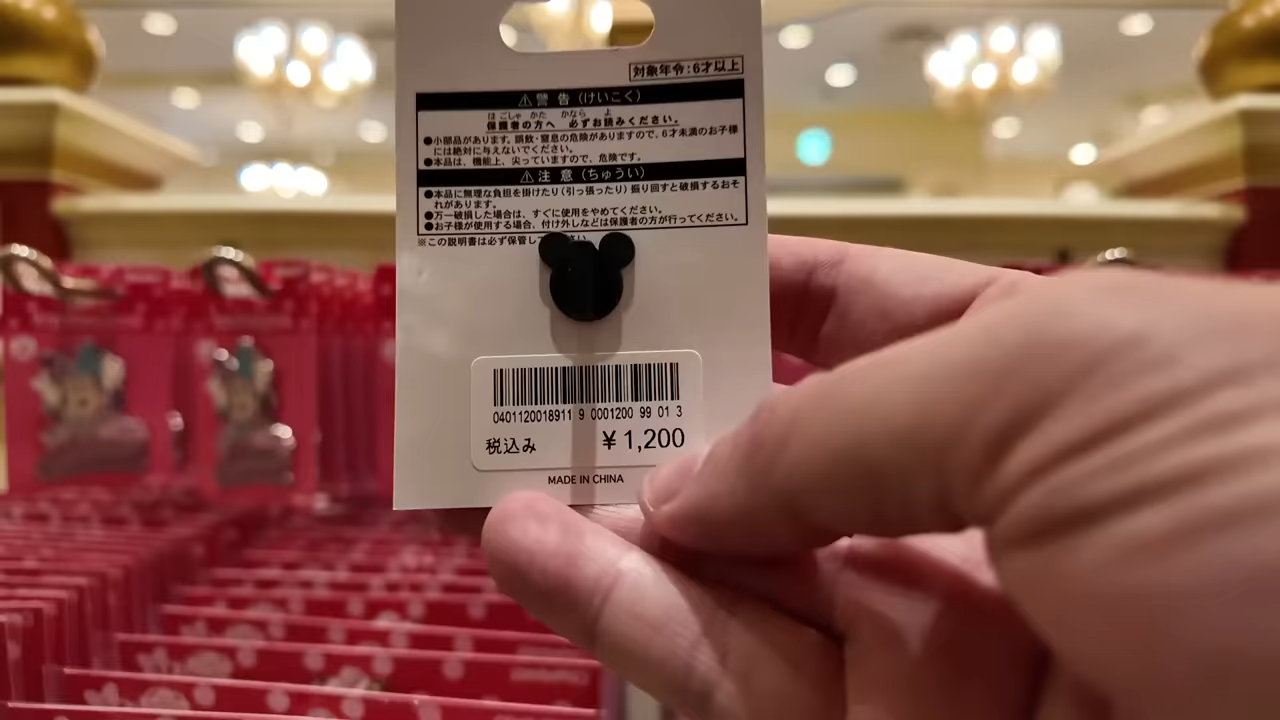 対象年令:6才以上
⚠警 告(けいこく)
ほ ご しゃ かた かなら よ
保護者の方へ 必ずお読みください。
●小部品があります。誤飲・窒息の危険がありますので、6才未満のお子様
には絶対に与えないでください。
●本品は、機能上、尖っていますので、危険です。
⚠注 意(ちゅうい)
●本品に無理な負担を掛けたり(引っ張ったり)振り回すと破損するおそ
れがあります。
●万一破損した場合は、すぐに使用をやめてください。
●お子様が使用する場合、付け外しなどは保護者の方が行ってください。
※この説明書は必ず保管して
0401120018911 9 0001200 99 01 3
税込み ¥1,200
MADE IN CHINA